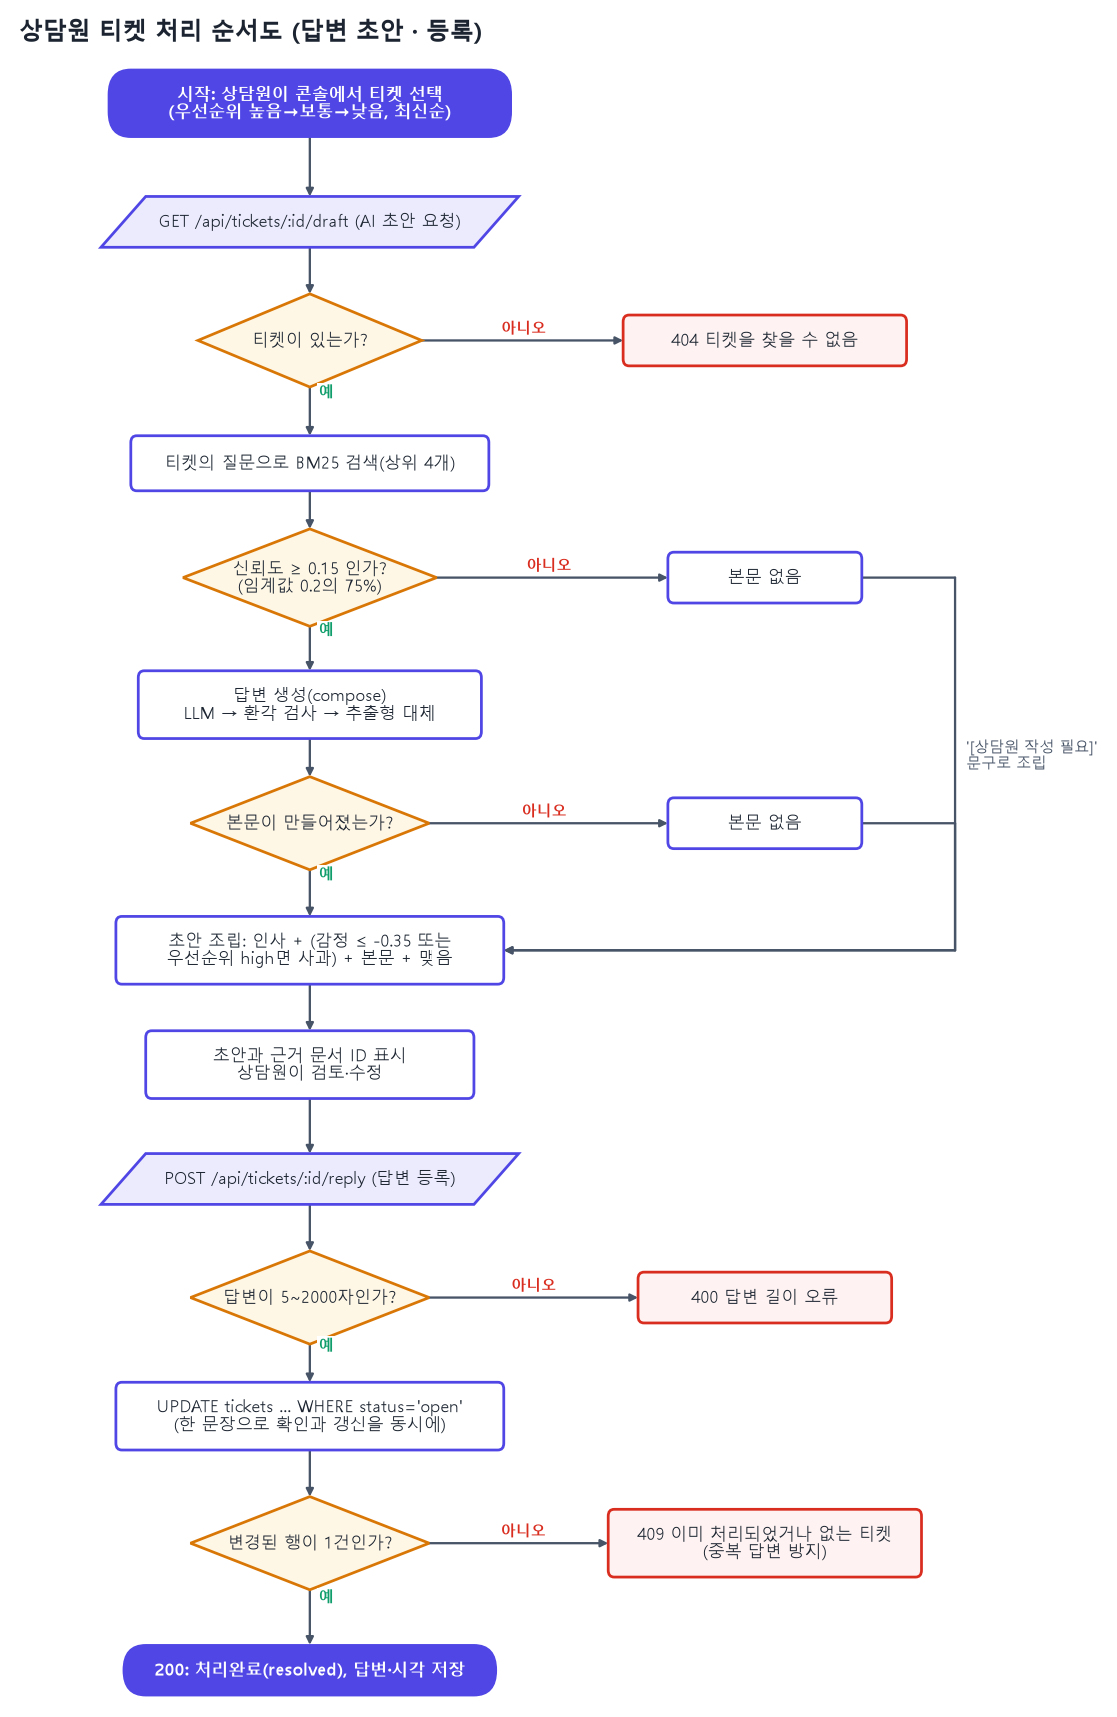 상담원 티켓 처리 순서도 (답변 초안 · 등록)
시작: 상담원이 콘솔에서 티켓 선택
(우선순위 높음→보통→낮음, 최신순)
GET /api/tickets/:id/draft (AI 초안 요청)
티켓이 있는가?
아니오
404 티켓을 찾을 수 없음
예
티켓의 질문으로 BM25 검색(상위 4개)
신뢰도 ≥ 0.15 인가?
(임계값 0.2의 75%)
아니오
본문 없음
예
답변 생성(compose)
LLM → 환각 검사 → 추출형 대체
'[상담원 작성 필요]'
문구로 조립
본문이 만들어졌는가?
아니오
본문 없음
예
초안 조립: 인사 + (감정 ≤ -0.35 또는
우선순위 high면 사과) + 본문 + 맺음
초안과 근거 문서 ID 표시
상담원이 검토·수정
POST /api/tickets/:id/reply (답변 등록)
답변이 5~2000자인가?
아니오
400 답변 길이 오류
예
UPDATE tickets ... WHERE status='open'
(한 문장으로 확인과 갱신을 동시에)
변경된 행이 1건인가?
아니오
409 이미 처리되었거나 없는 티켓
(중복 답변 방지)
예
200: 처리완료(resolved), 답변·시각 저장